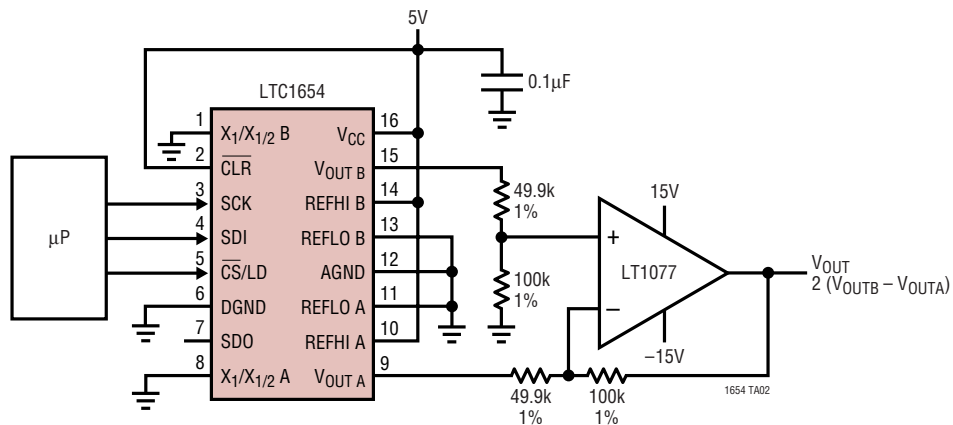 5V
0.1μF
LTC1654
1 X1/X1/2 B
2 CLR
3 SCK
4 SDI
5 CS/LD
6 DGND
7 SDO
8 X1/X1/2 A
16 VCC
15 VOUT B
14 REFHI B
13 REFLO B
12 AGND
11 REFLO A
10 REFHI A
9 VOUT A
μP
49.9k
1%
100k
1%
15V
+
LT1077
−
–15V
VOUT
2 (VOUTB – VOUTA)
49.9k
1%
100k
1%
1654 TA02